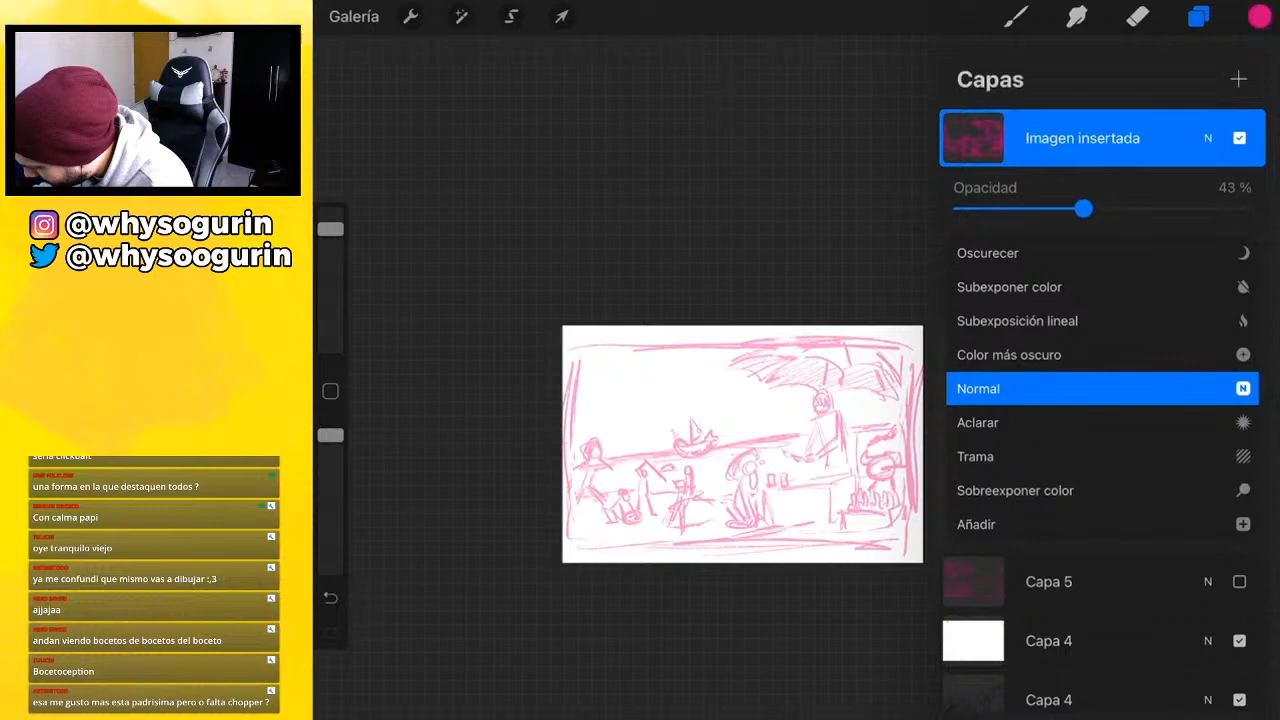 Galería
Capas
Imagen insertada
N
Opacidad
43 %
Oscurecer
Subexponer color
Subexposición lineal
Color más oscuro
Normal
N
Aclarar
Trama
Sobreexponer color
Añadir
Capa 5
N
Capa 4
N
Capa 4
N
@whysogurin
@whysoogurin
sería clickbait
una forma en la que destaquen todos ?
Con calma papi
oye tranquilo viejo
ya me confundi que mismo vas a dibujar :,3
ajjajaa
andan viendo bocetos de bocetos del boceto
Bocetoception
esa me gusto mas esta padrisima pero o falta chopper ?